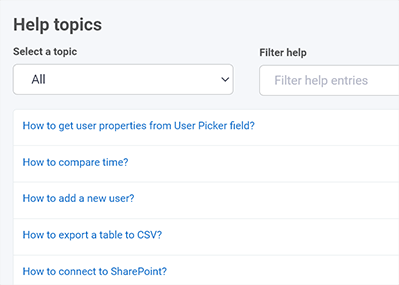 Help topics
Select a topic
Filter help
All
Filter help entries
How to get user properties from User Picker field?
How to compare time?
How to add a new user?
How to export a table to CSV?
How to connect to SharePoint?